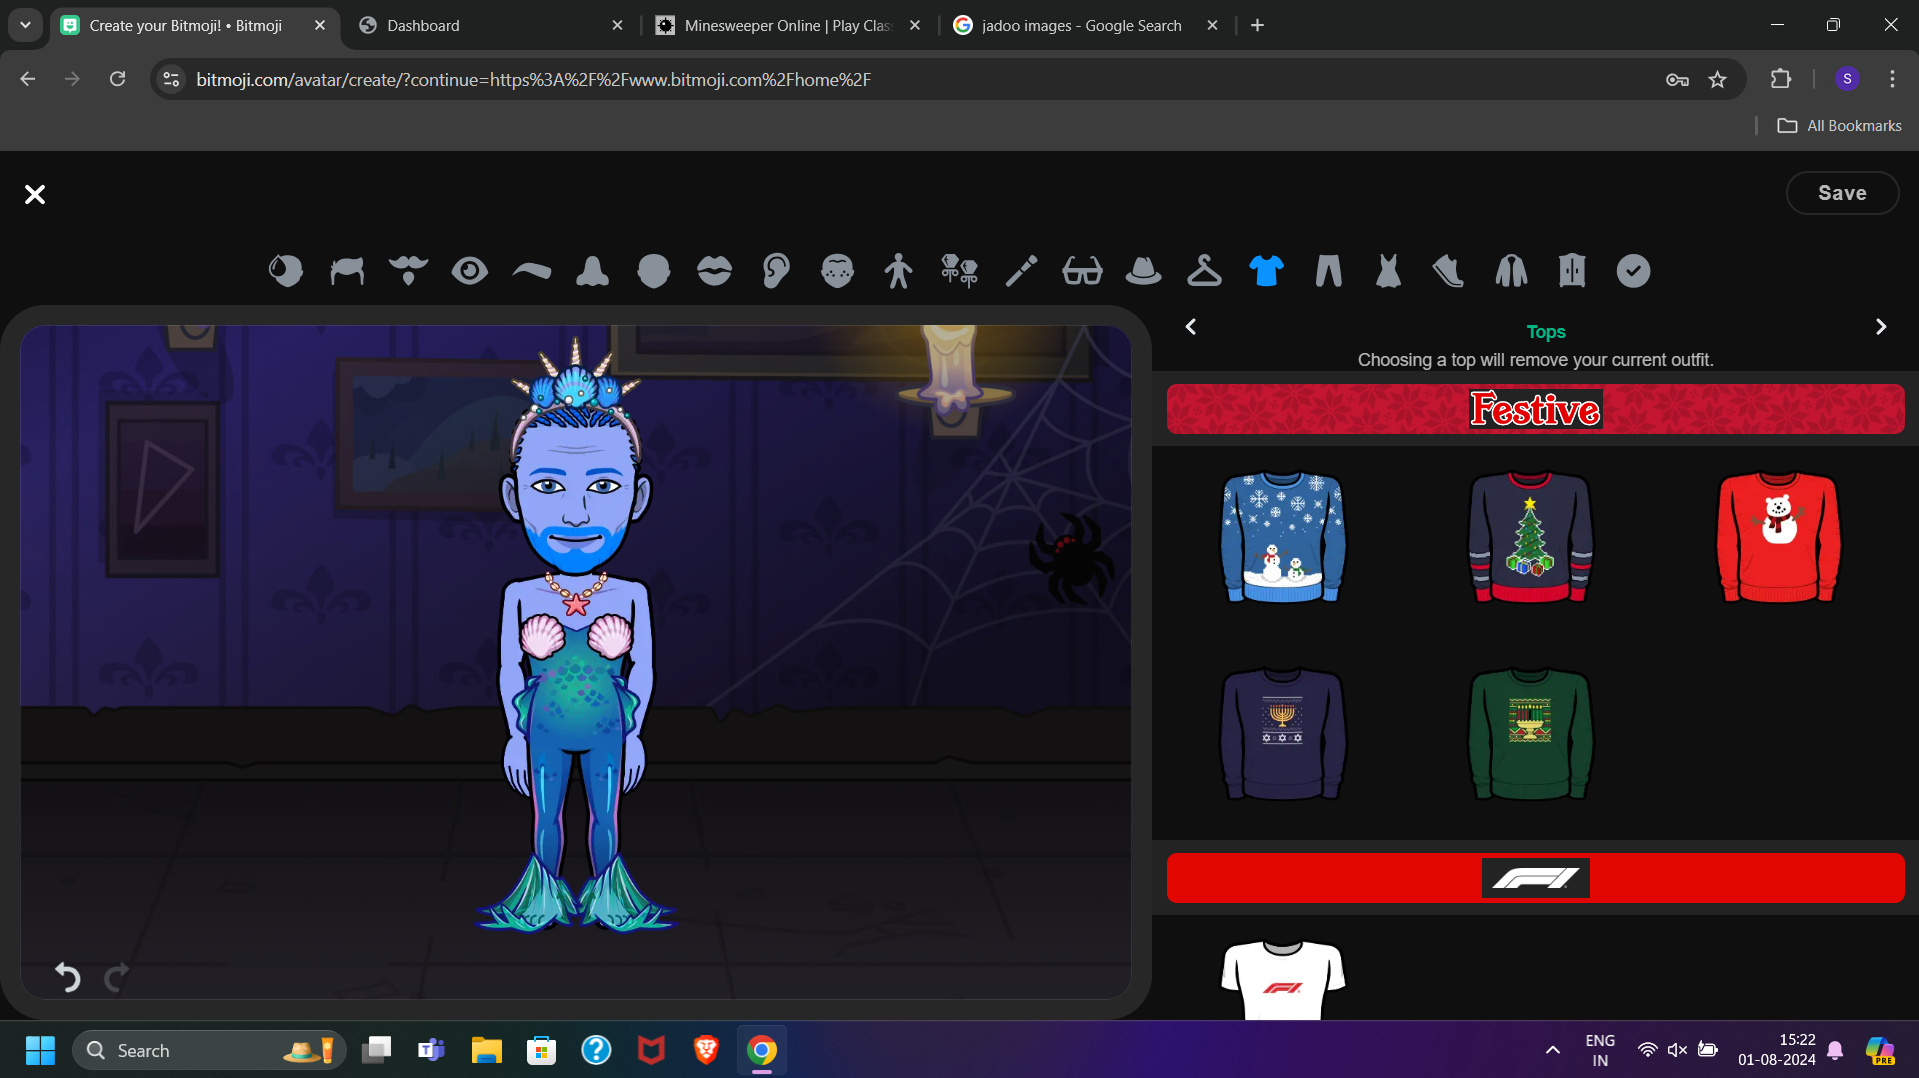 Create your Bitmoji! • Bitmoji
Dashboard
Minesweeper Online | Play Clas
jadoo images - Google Search
bitmoji.com/avatar/create/?continue=https%3A%2F%2Fwww.bitmoji.com%2Fhome%2F
S
All Bookmarks
Save
Tops
Choosing a top will remove your current outfit.
Festive
Search
ENG
IN
15:22
01-08-2024
PRE